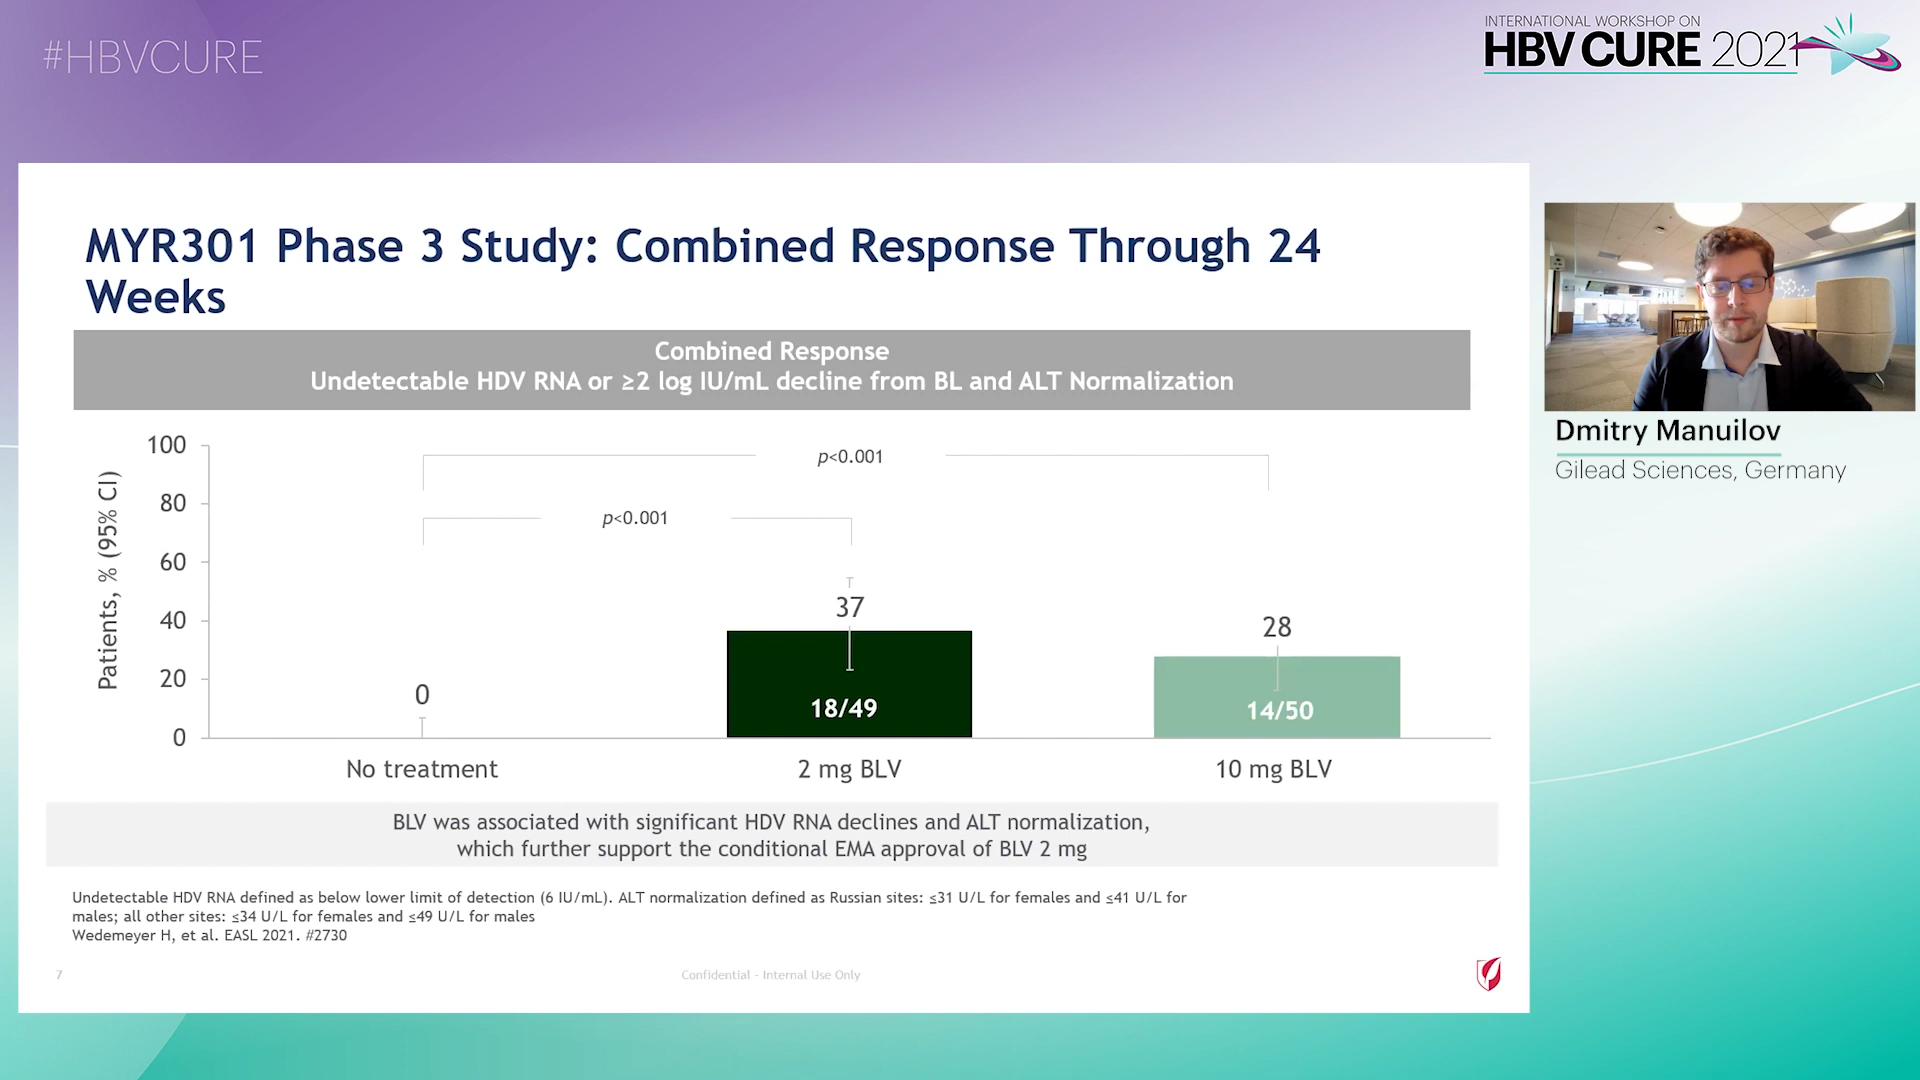 #HBVCURE
INTERNATIONAL WORKSHOP ON
HBV CURE 2021
MYR301 Phase 3 Study: Combined Response Through 24
Weeks
Combined Response
Undetectable HDV RNA or ≥2 log IU/mL decline from BL and ALT Normalization
Patients, % (95% CI)
100
80
60
40
20
0
p<0.001
p<0.001
0
37
28
18/49
14/50
No treatment
2 mg BLV
10 mg BLV
BLV was associated with significant HDV RNA declines and ALT normalization,
which further support the conditional EMA approval of BLV 2 mg
Undetectable HDV RNA defined as below lower limit of detection (6 IU/mL). ALT normalization defined as Russian sites: ≤31 U/L for females and ≤41 U/L for
males; all other sites: ≤34 U/L for females and ≤49 U/L for males
Wedemeyer H, et al. EASL 2021. #2730
7
Confidential - Internal Use Only
Dmitry Manuilov
Gilead Sciences, Germany